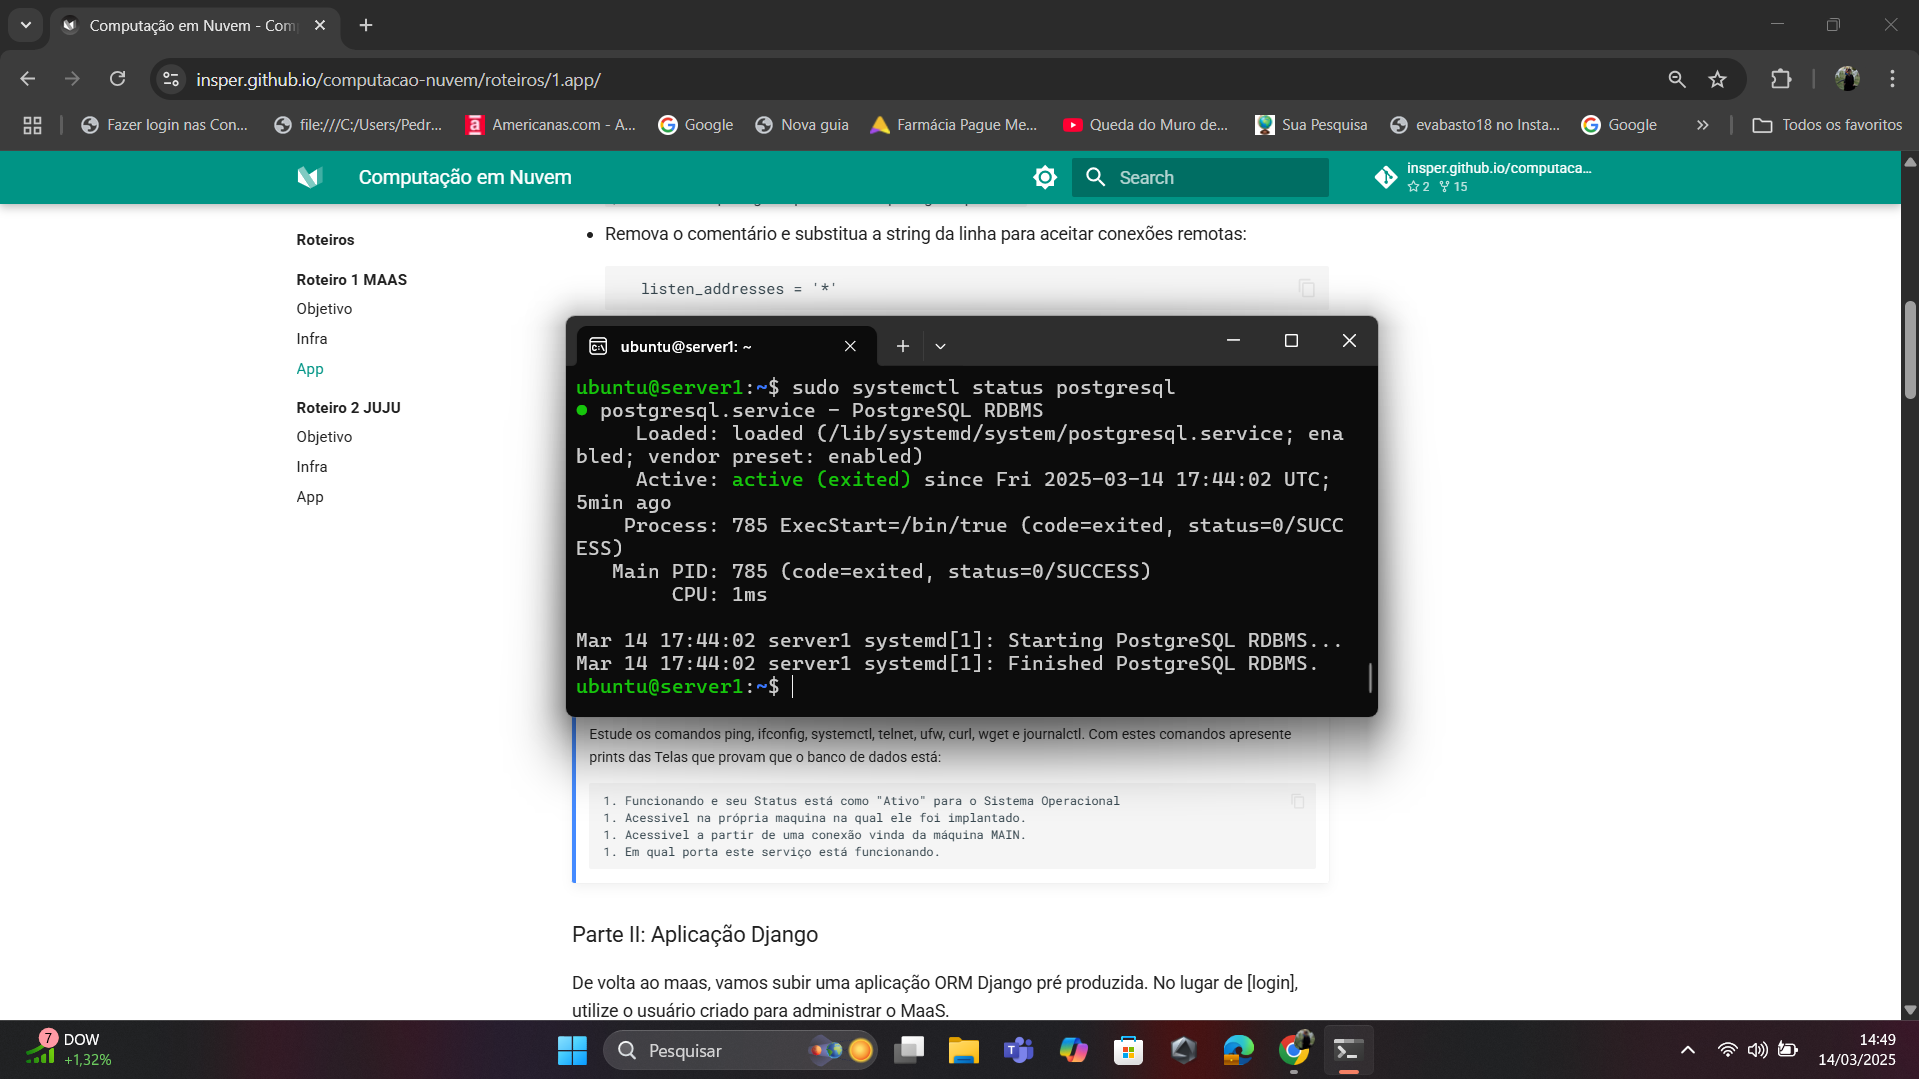 Computação em Nuvem - Com
insper.github.io/computacao-nuvem/roteiros/1.app/
Fazer login nas Con...
file:///C:/Users/Pedr...
Americanas.com - A...
Google
Nova guia
Farmácia Pague Me...
Queda do Muro de...
Sua Pesquisa
evabasto18 no Insta...
Google
Todos os favoritos
Computação em Nuvem
Search
insper.github.io/computaca...
2 15
Roteiros
Roteiro 1 MAAS
Objetivo
Infra
App
Roteiro 2 JUJU
Objetivo
Infra
App
Remova o comentário e substitua a string da linha para aceitar conexões remotas:
listen_addresses = '*'
ubuntu@server1: ~
ubuntu@server1:~$ sudo systemctl status postgresql
● postgresql.service - PostgreSQL RDBMS
Loaded: loaded (/lib/systemd/system/postgresql.service; ena
bled; vendor preset: enabled)
Active: active (exited) since Fri 2025-03-14 17:44:02 UTC;
5min ago
Process: 785 ExecStart=/bin/true (code=exited, status=0/SUCC
ESS)
Main PID: 785 (code=exited, status=0/SUCCESS)
CPU: 1ms
Mar 14 17:44:02 server1 systemd[1]: Starting PostgreSQL RDBMS...
Mar 14 17:44:02 server1 systemd[1]: Finished PostgreSQL RDBMS.
ubuntu@server1:~$
Estude os comandos ping, ifconfig, systemctl, telnet, ufw, curl, wget e journalctl. Com estes comandos apresente
prints das Telas que provam que o banco de dados está:
1. Funcionando e seu Status está como "Ativo" para o Sistema Operacional
1. Acessivel na própria maquina na qual ele foi implantado.
1. Acessivel a partir de uma conexão vinda da máquina MAIN.
1. Em qual porta este serviço está funcionando.
Parte II: Aplicação Django
De volta ao maas, vamos subir uma aplicação ORM Django pré produzida. No lugar de [login],
utilize o usuário criado para administrar o MaaS.
7
DOW
+1,32%
Pesquisar
14:49
14/03/2025